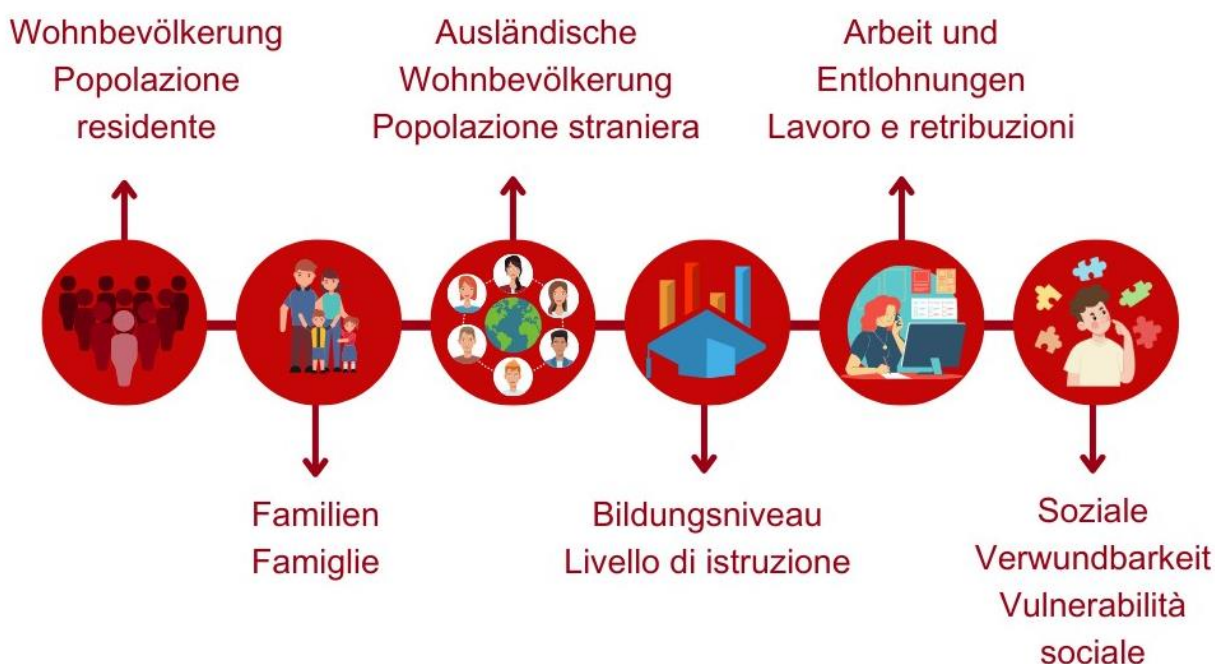 Wohnbevölkerung
Popolazione
residente
Ausländische
Wohnbevölkerung
Popolazione straniera
Arbeit und
Entlohnungen
Lavoro e retribuzioni
Familien
Famiglie
Bildungsniveau
Livello di istruzione
Soziale
Verwundbarkeit
Vulnerabilità
sociale